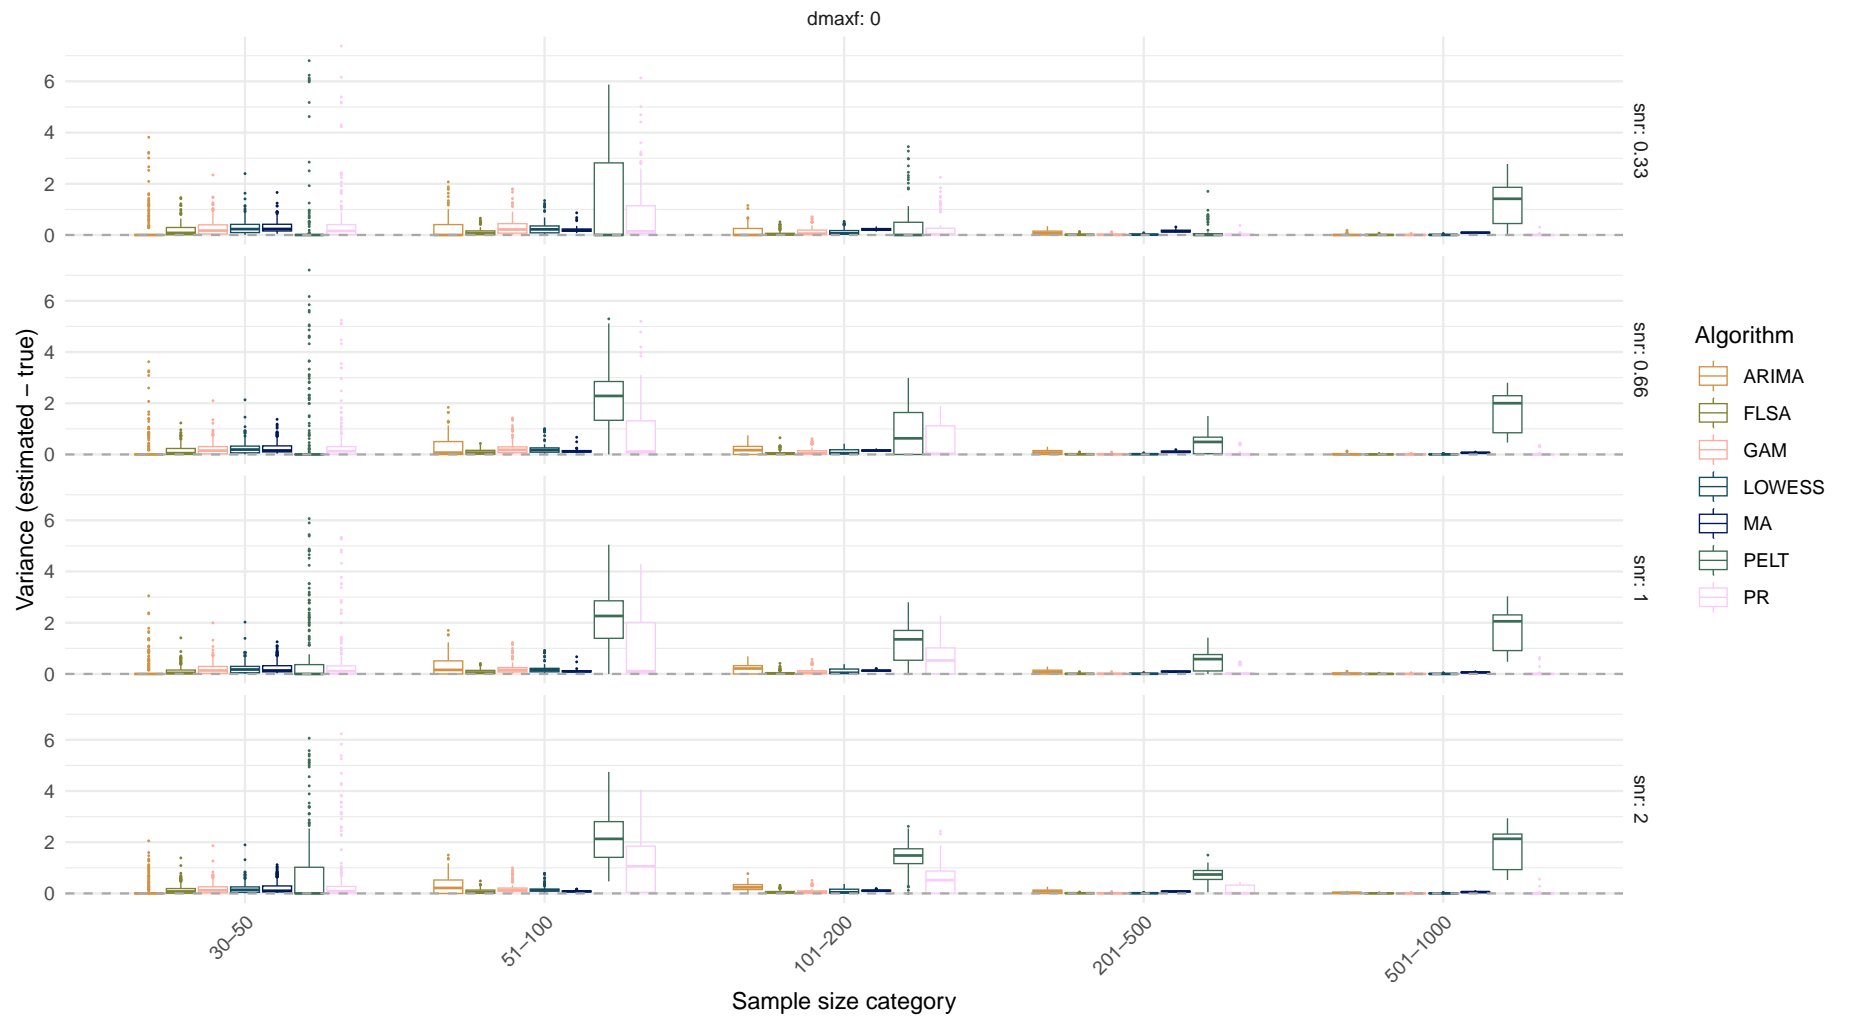 dmaxf: 0
Variance (estimated – true)
6
4
2
0
snr: 0.33
6
4
2
0
snr: 0.66
6
4
2
0
snr: 1
6
4
2
0
snr: 2
30–50
51–100
101–200
201–500
501–1000
Sample size category
Algorithm
ARIMA
FLSA
GAM
LOWESS
MA
PELT
PR